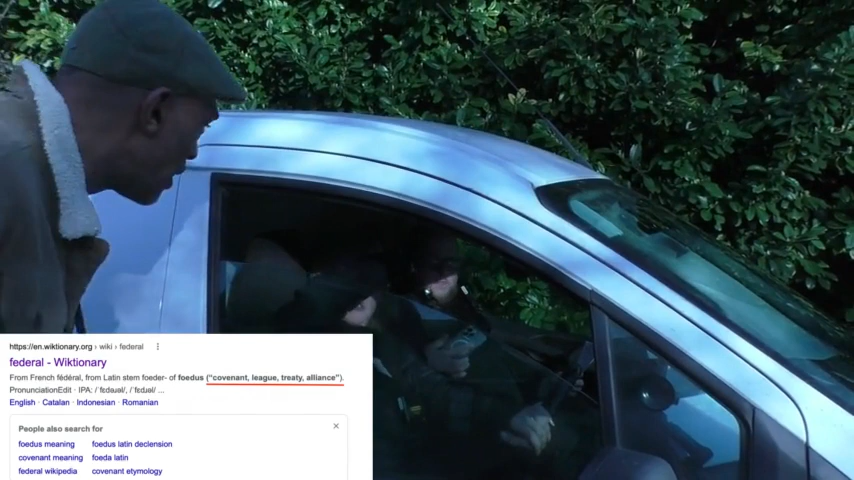 https://en.wiktionary.org › wiki › federal
federal - Wiktionary
From French fédéral, from Latin stem foeder- of foedus (“covenant, league, treaty, alliance”).
PronunciationEdit · IPA: /ˈfɛdəɹəl/, /ˈfɛdɹəl/ ...
English · Catalan · Indonesian · Romanian
People also search for
foedus meaning foedus latin declension
covenant meaning foeda latin
federal wikipedia covenant etymology